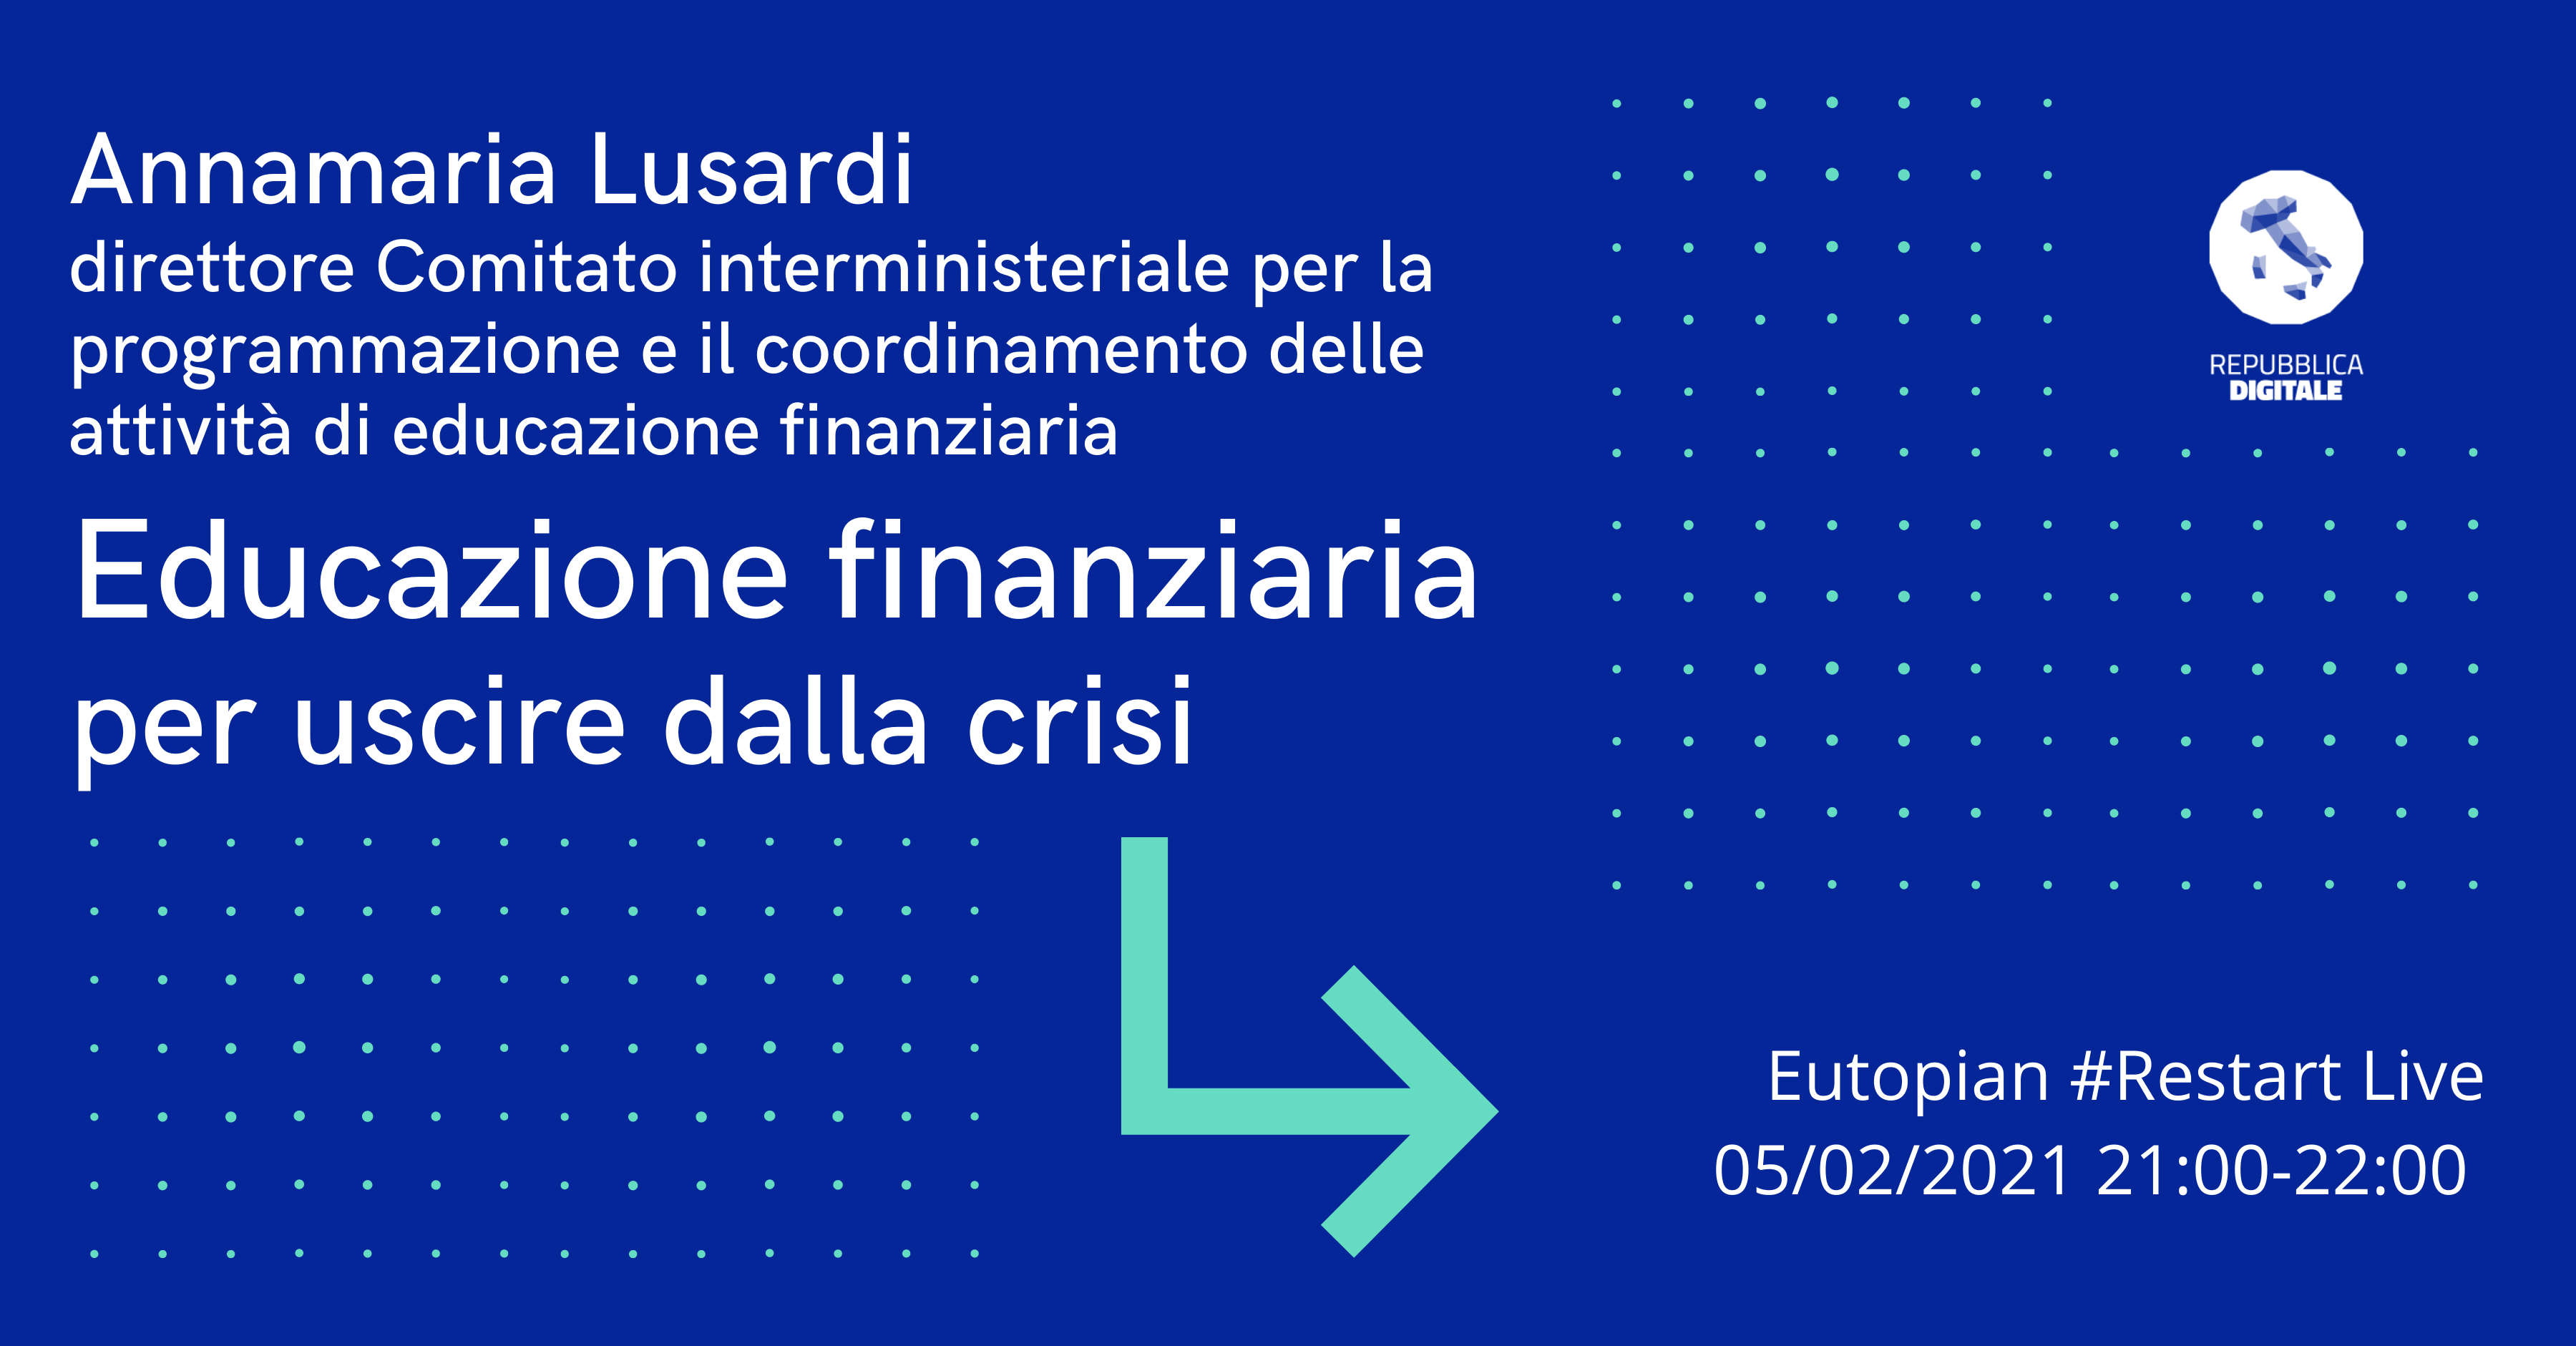 Annamaria Lusardi
direttore Comitato interministeriale per la
programmazione e il coordinamento delle
attività di educazione finanziaria
Educazione finanziaria
per uscire dalla crisi
REPUBBLICA
DIGITALE
Eutopian #Restart Live
05/02/2021 21:00-22:00